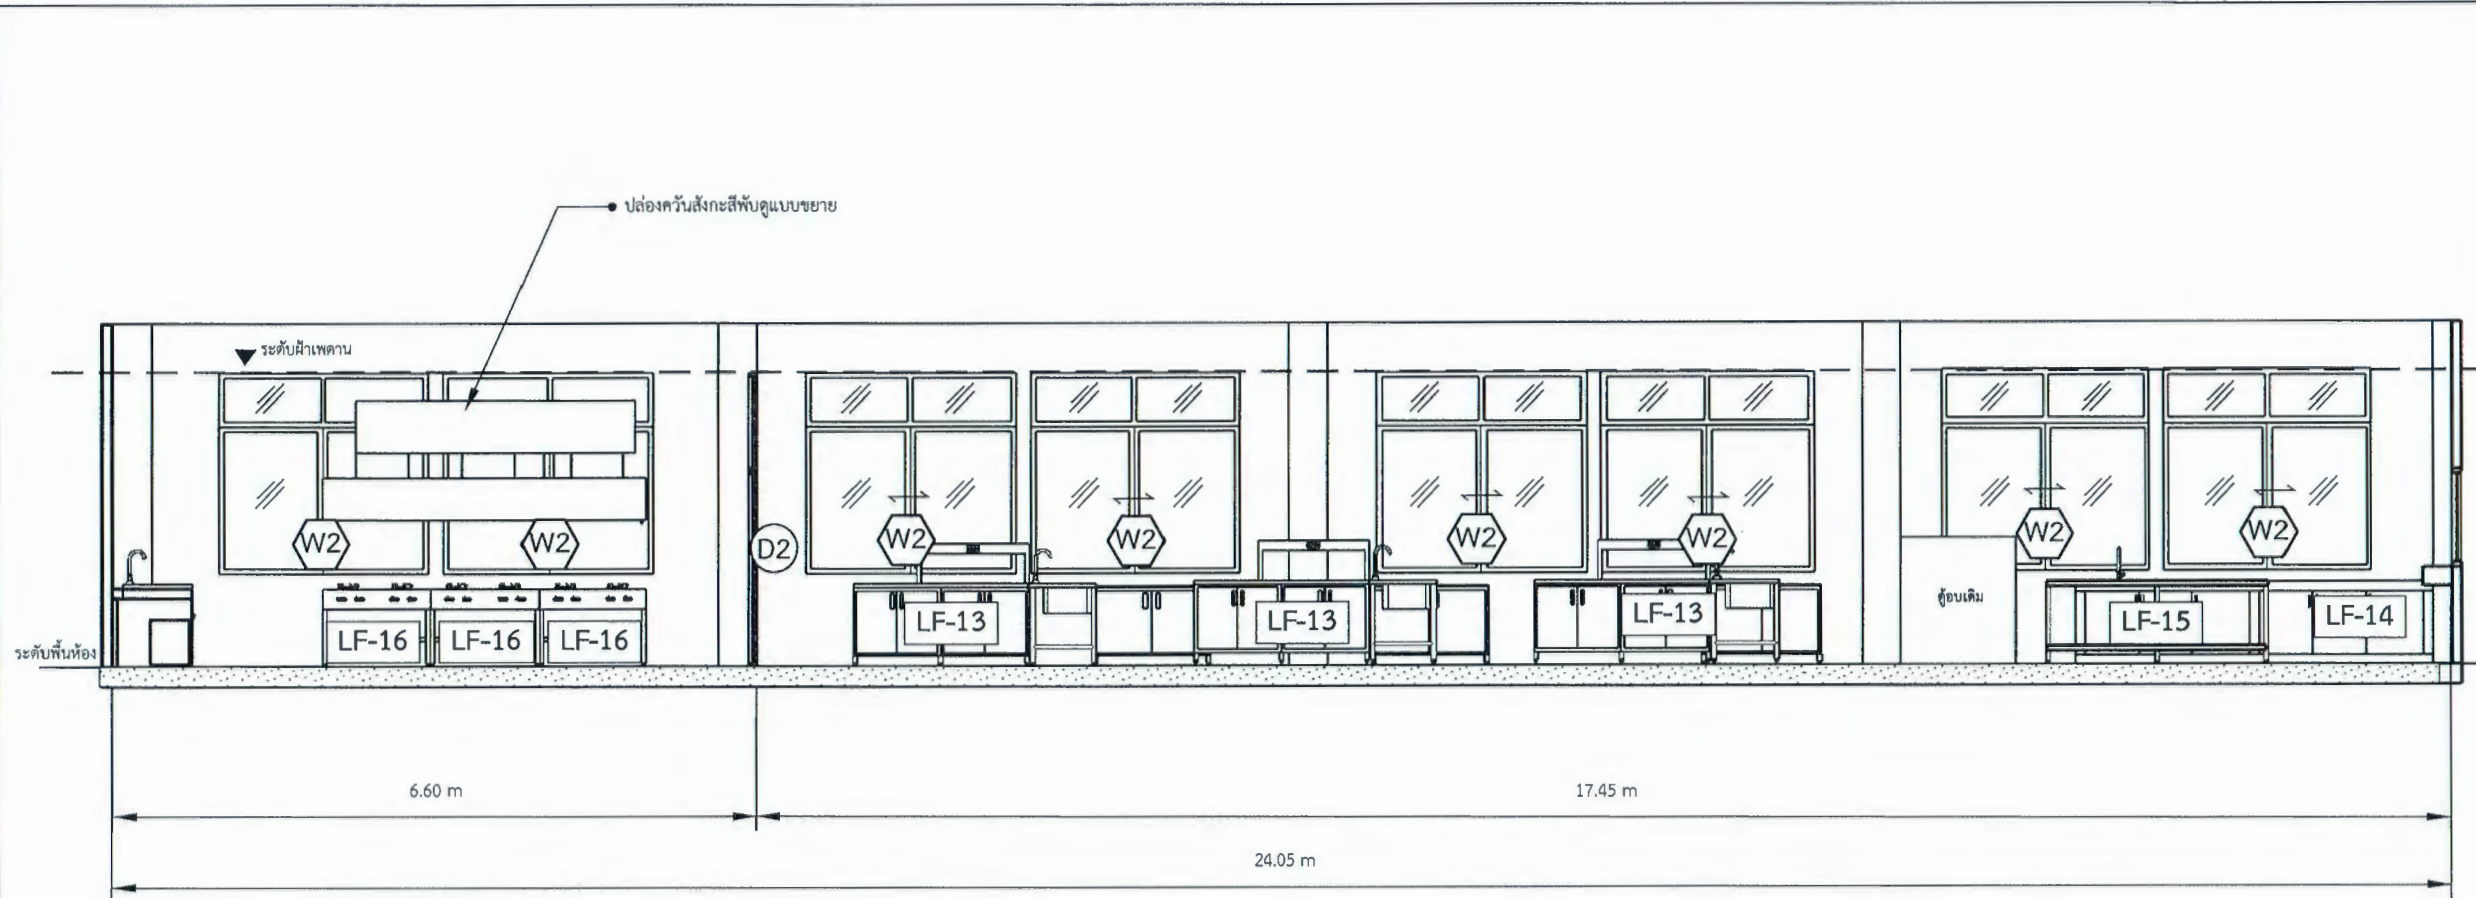 ปล่องควันสังกะสีพับดูแบบขยาย
ระดับฝ้าเพดาน
W2 W2 D2 W2 W2 W2 W2 W2 W2
ตู้อบเดิม
LF-16 LF-16 LF-16 LF-13 LF-13 LF-13 LF-15 LF-14
ระดับพื้นห้อง
6.60 m 17.45 m
24.05 m